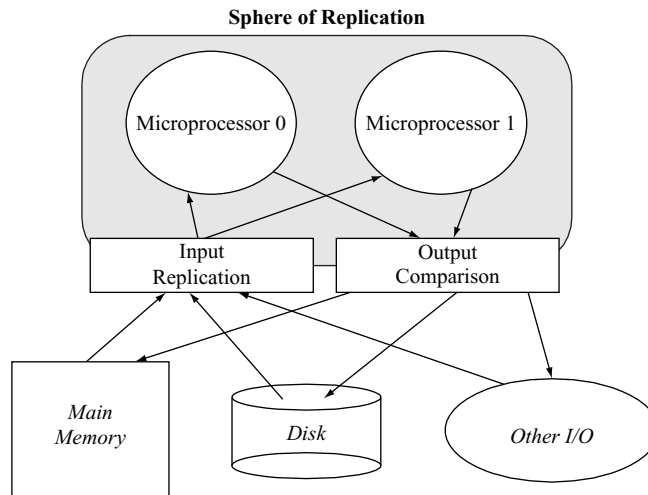 Sphere of Replication
Microprocessor 0
Microprocessor 1
Input
Replication
Output
Comparison
Main
Memory
Disk
Other I/O